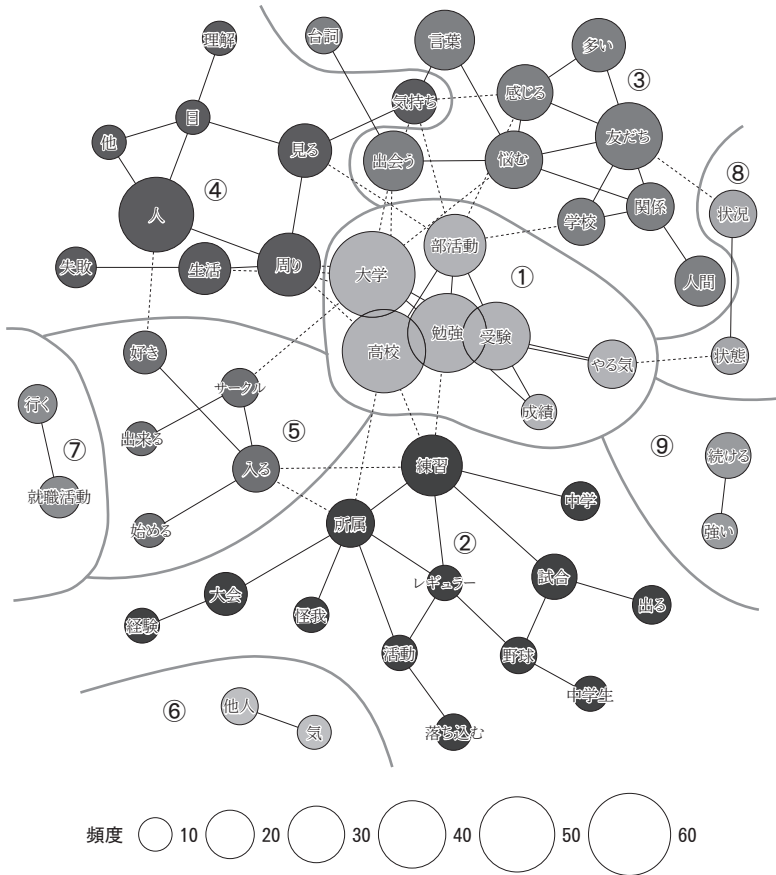 理解
台詞
言葉
多い
③
気持ち
感じる
目
友だち
他
見る
出会う
悩む
⑧
④
人
状況
学校
関係
部活動
失敗
生活
周り
大学
①
人間
勉強
受験
好き
高校
やる気
状態
サークル
行く
成績
出来る
⑤
⑦
⑨
続ける
入る
練習
就職活動
中学
始める
所属
強い
②
レギュラー
試合
大会
怪我
出る
経験
活動
野球
中学生
⑥
他人
気
落ち込む
頻度 10 20 30 40 50 60